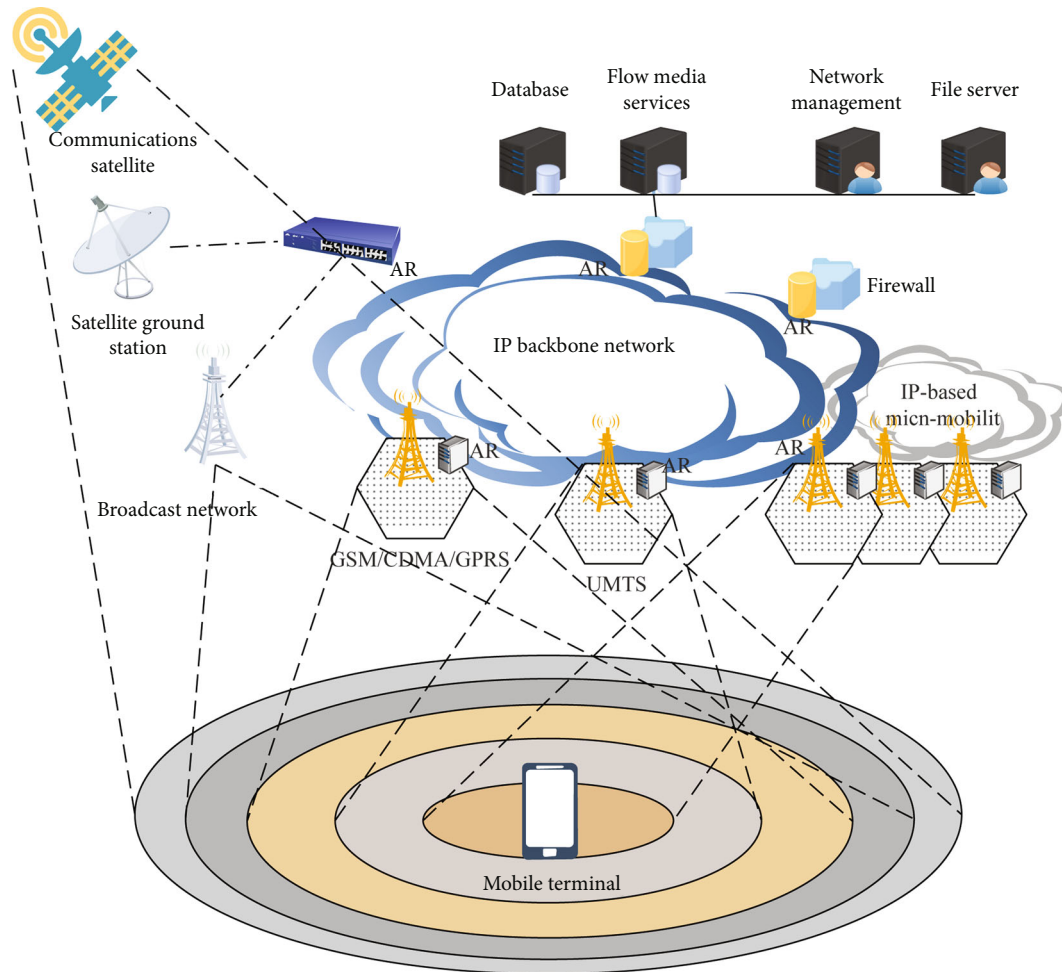 Database
Flow media
services
Network
management
File server
Communications
satellite
AR
AR
Firewall
AR
Satellite ground
station
IP backbone network
IP-based
micn-mobilit
AR
AR
AR
Broadcast network
GSM/CDMA/GPRS
UMTS
Mobile terminal